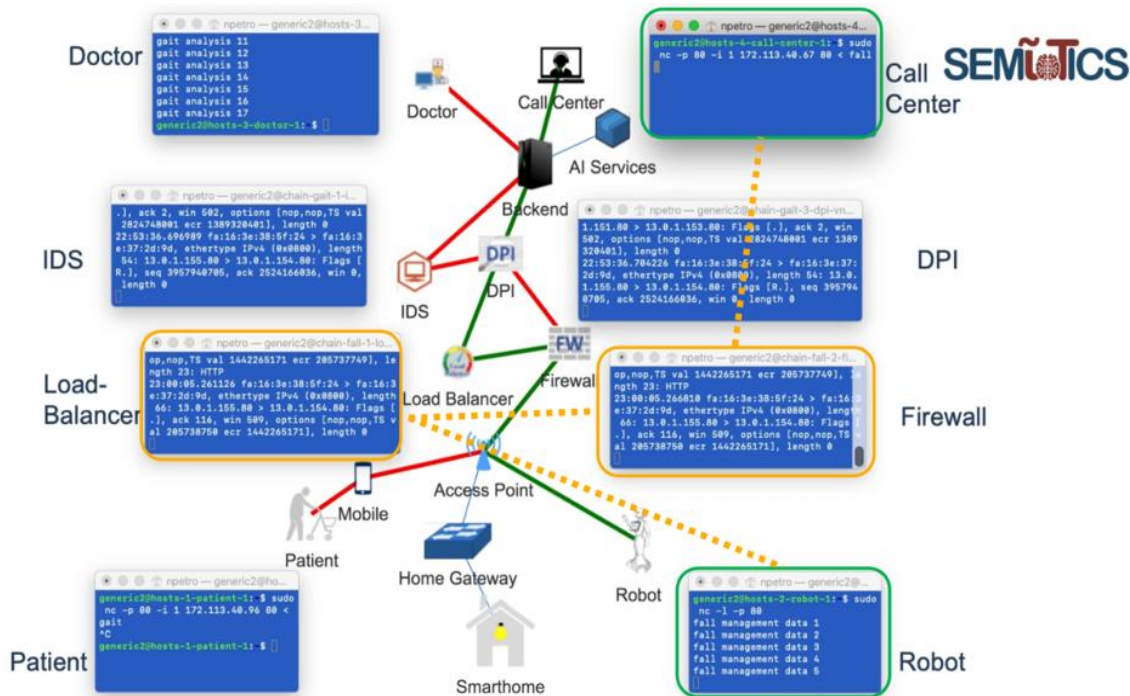 npetro — generic2@hosts-3...
gait analysis 11
gait analysis 12
gait analysis 13
gait analysis 14
gait analysis 15
gait analysis 16
gait analysis 17
generic2@hosts-3-doctor-1:~$
Doctor
Doctor
Call Center
AI Services
Backend
npetro — generic2@hosts-4...
generic2@hosts-4-call-center-1:~$ sudo
nc -p 80 -i 1 172.113.40.67 80 < fall
Call
Center
SEMIoTICS
IDS
npetro — generic2@chain-gait-1-i...
.], ack 2, win 502, options [nop,nop,TS val
2824748001 ecr 1389320401], length 0
22:53:36.696989 fa:16:3e:38:5f:24 > fa:16:3
e:37:2d:9d, ethertype IPv4 (0x0800), length
54: 13.0.1.155.80 > 13.0.1.154.80: Flags [
R.], seq 3957940705, ack 2524166036, win 0,
length 0
IDS
DPI
DPI
npetro — generic2@chain-gait-3-dpi-vn...
1.151.80 > 13.0.1.153.80: Flags [.], ack 2, win
502, options [nop,nop,TS val 2824748001 ecr 1389
320401], length 0
22:53:36.704226 fa:16:3e:38:5f:24 > fa:16:3e:37:
2d:9d, ethertype IPv4 (0x0800), length 54: 13.0.
1.155.80 > 13.0.1.154.80: Flags [R.], seq 395794
0705, ack 2524166036, win 0, length 0
DPI
Load-
Balancer
npetro — generic2@chain-fall-1-lo...
op,nop,TS val 1442265171 ecr 205737749], le
ngth 23: HTTP
23:00:05.261126 fa:16:3e:38:5f:24 > fa:16:3
e:37:2d:9d, ethertype IPv4 (0x0800), length
66: 13.0.1.155.80 > 13.0.1.154.80: Flags [
.], ack 116, win 509, options [nop,nop,TS v
al 205738750 ecr 1442265171], length 0
Load Balancer
FW
Firewall
npetro — generic2@chain-fall-2-fi...
op,nop,TS val 1442265171 ecr 205737749], le
ngth 23: HTTP
23:00:05.266810 fa:16:3e:38:5f:24 > fa:16:3
e:37:2d:9d, ethertype IPv4 (0x0800), length
66: 13.0.1.155.80 > 13.0.1.154.80: Flags [
.], ack 116, win 509, options [nop,nop,TS v
al 205738750 ecr 1442265171], length 0
Firewall
Access Point
Mobile
Patient
Home Gateway
Robot
Smarthome
Patient
npetro — generic2@ho...
generic2@hosts-1-patient-1:~$ sudo
nc -p 80 -i 1 172.113.40.96 80 <
gait
^C
generic2@hosts-1-patient-1:~$
npetro — generic2@...
generic2@hosts-2-robot-1:~$ sudo
nc -l -p 80
fall management data 1
fall management data 2
fall management data 3
fall management data 4
fall management data 5
Robot